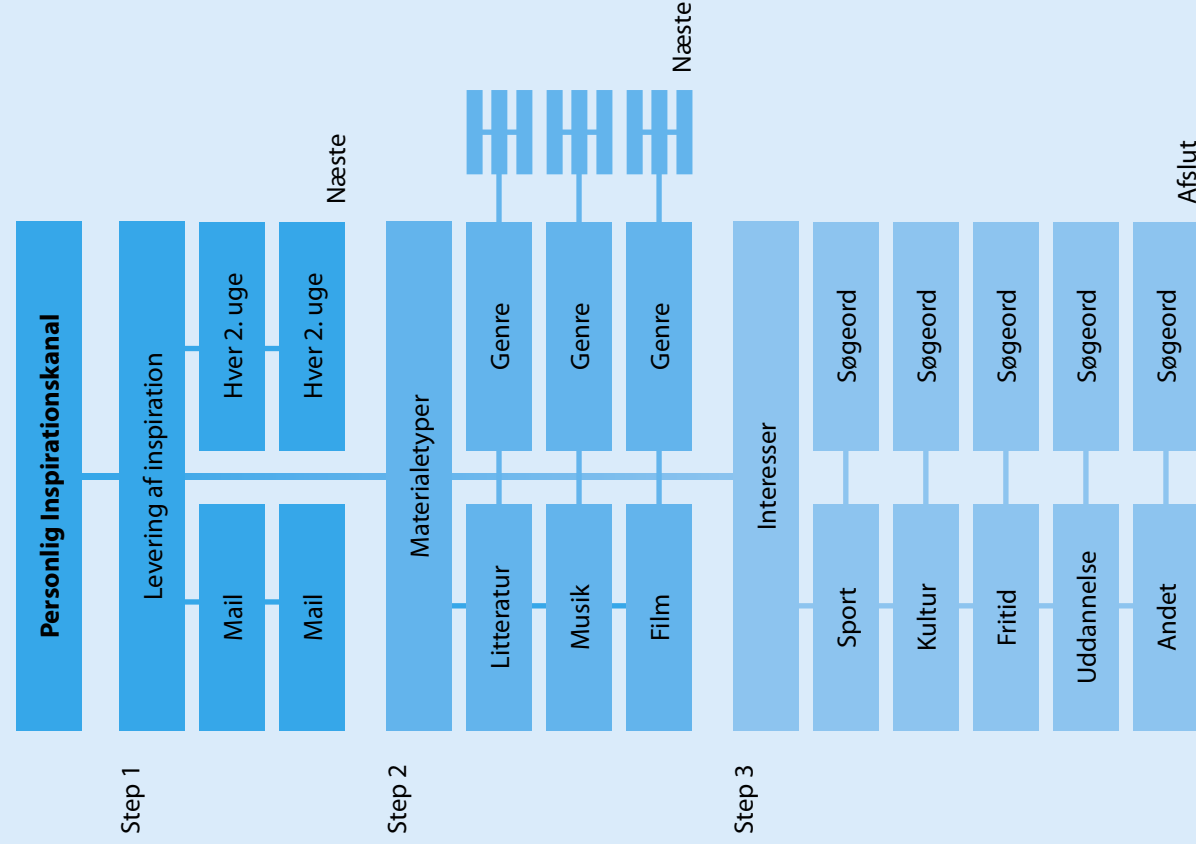 Personlig Inspirationskanal
Step 1
Levering af inspiration
Mail
Hver 2. uge
Mail
Hver 2. uge
Næste
Step 2
Materialetyper
Litteratur
Genre
Musik
Genre
Film
Genre
Næste
Step 3
Interesser
Sport
Søgeord
Kultur
Søgeord
Fritid
Søgeord
Uddannelse
Søgeord
Andet
Søgeord
Afslut